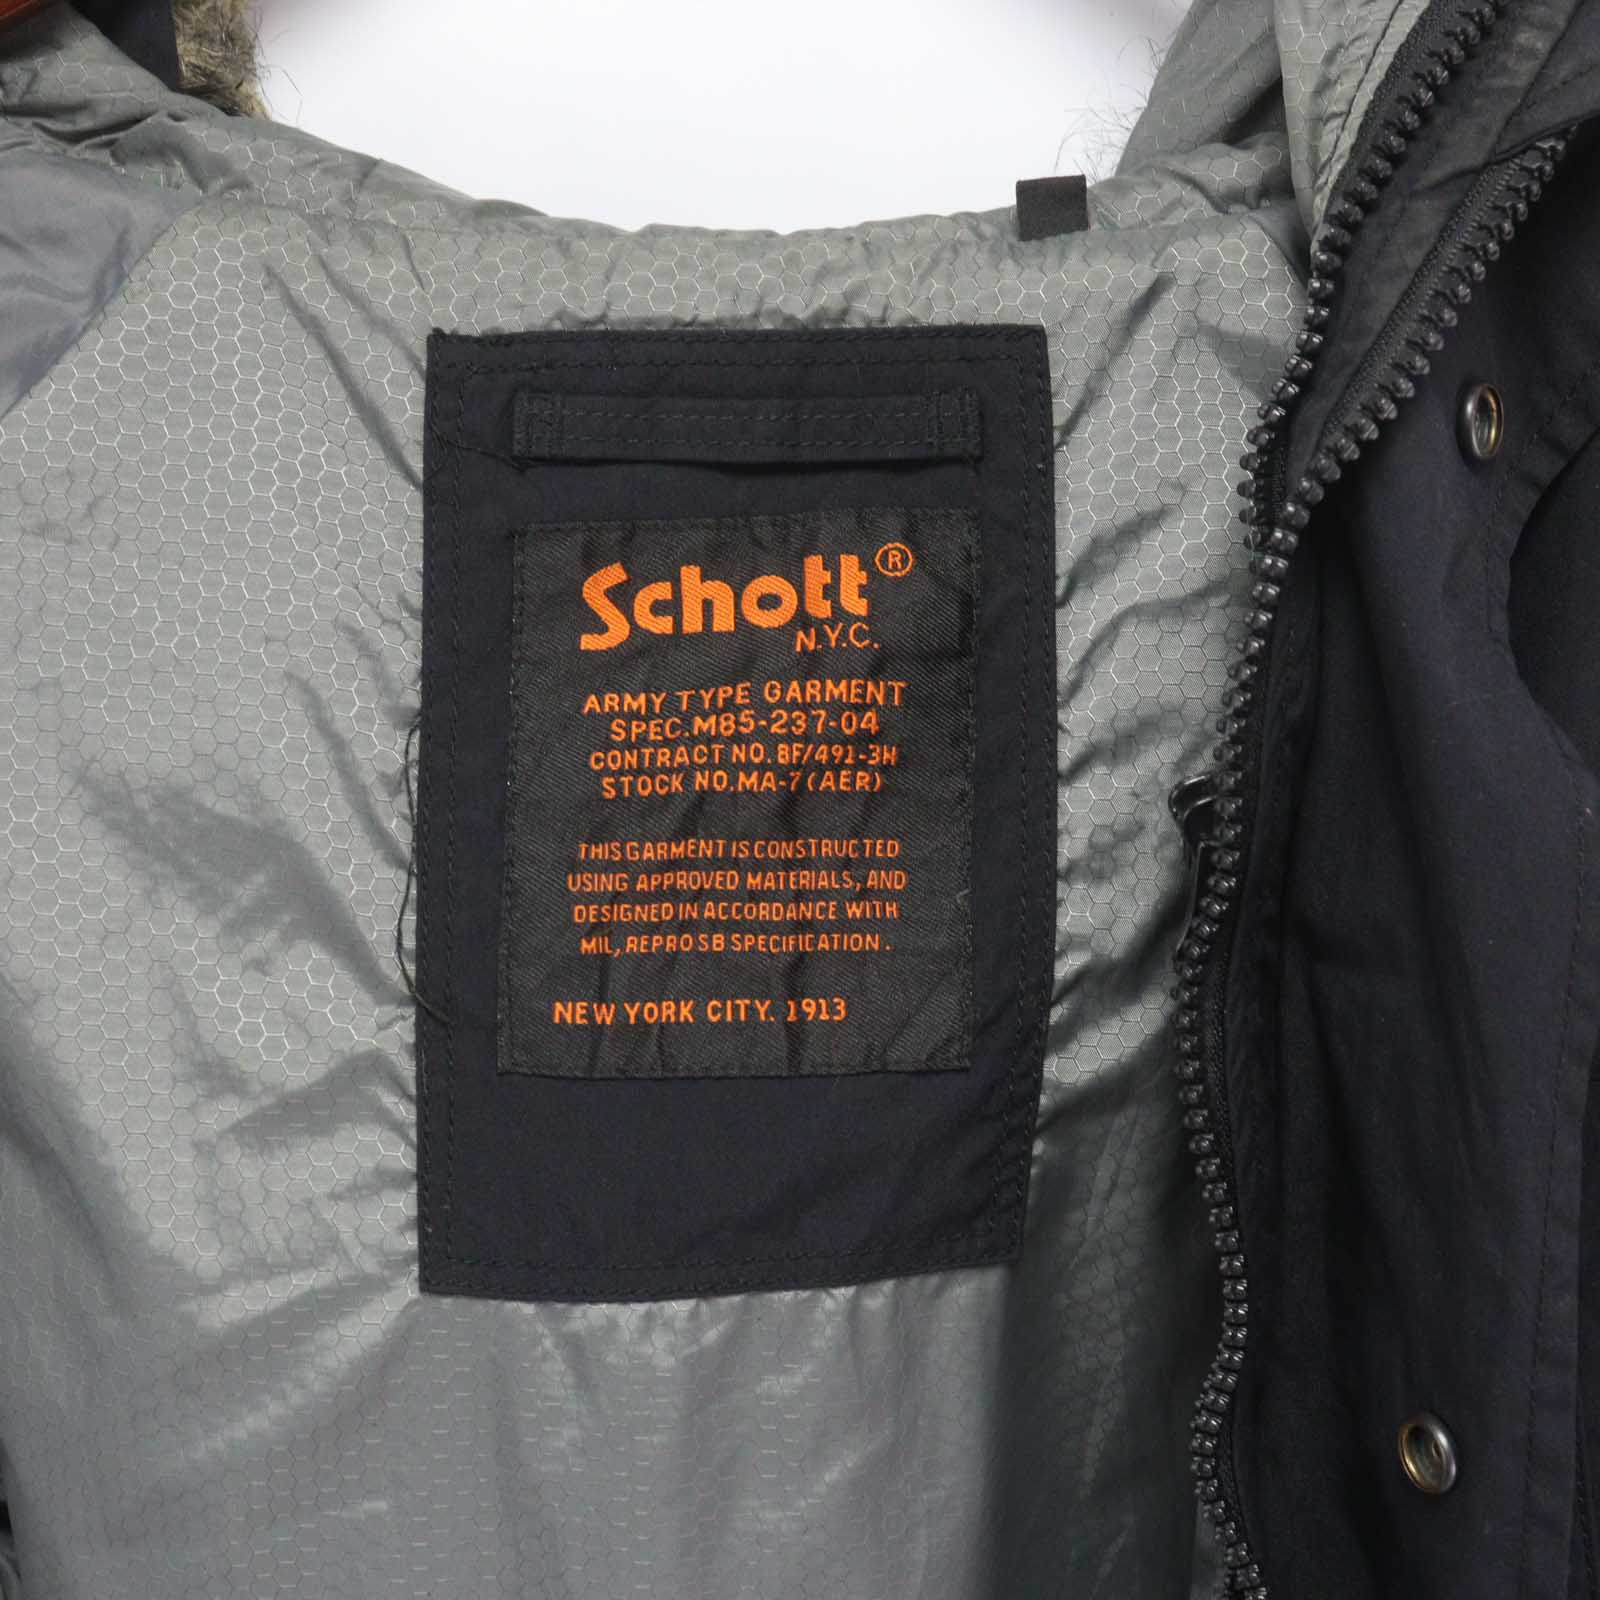 Schott®
N.Y.C.
ARMY TYPE GARMENT
SPEC.M85-237-04
CONTRACT NO.8F/491-3H
STOCK NO.MA-7(AER)
THIS GARMENT IS CONSTRUCTED
USING APPROVED MATERIALS, AND
DESIGNED IN ACCORDANCE WITH
MIL, REPRO SB SPECIFICATION.
NEW YORK CITY. 1913